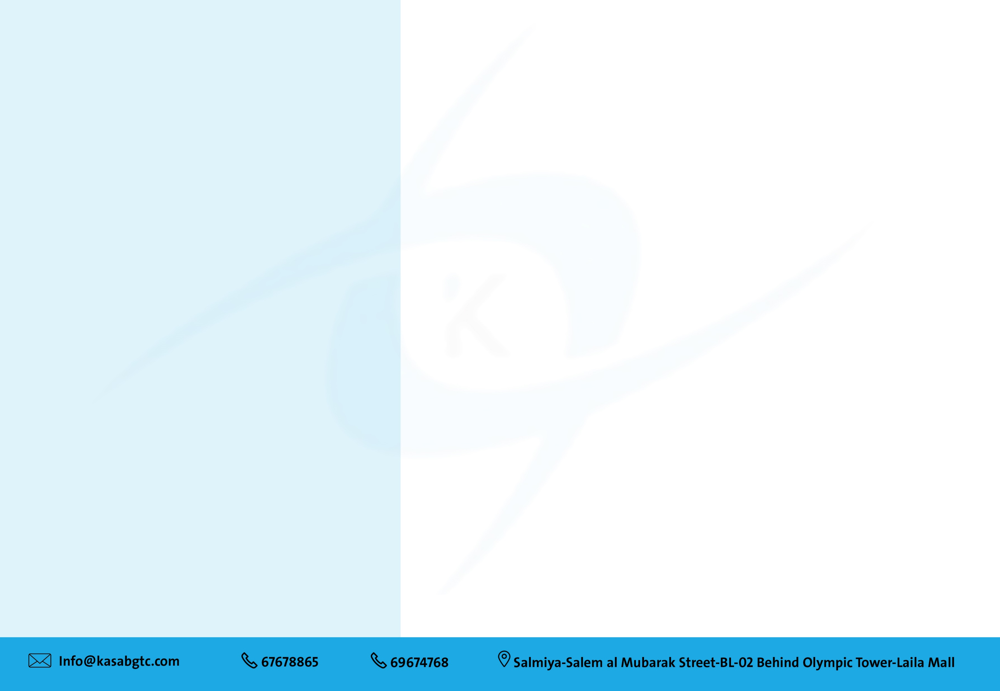 K
Info@kasabgtc.com
67678865
69674768
Salmiya-Salem al Mubarak Street-BL-02 Behind Olympic Tower-Laila Mall